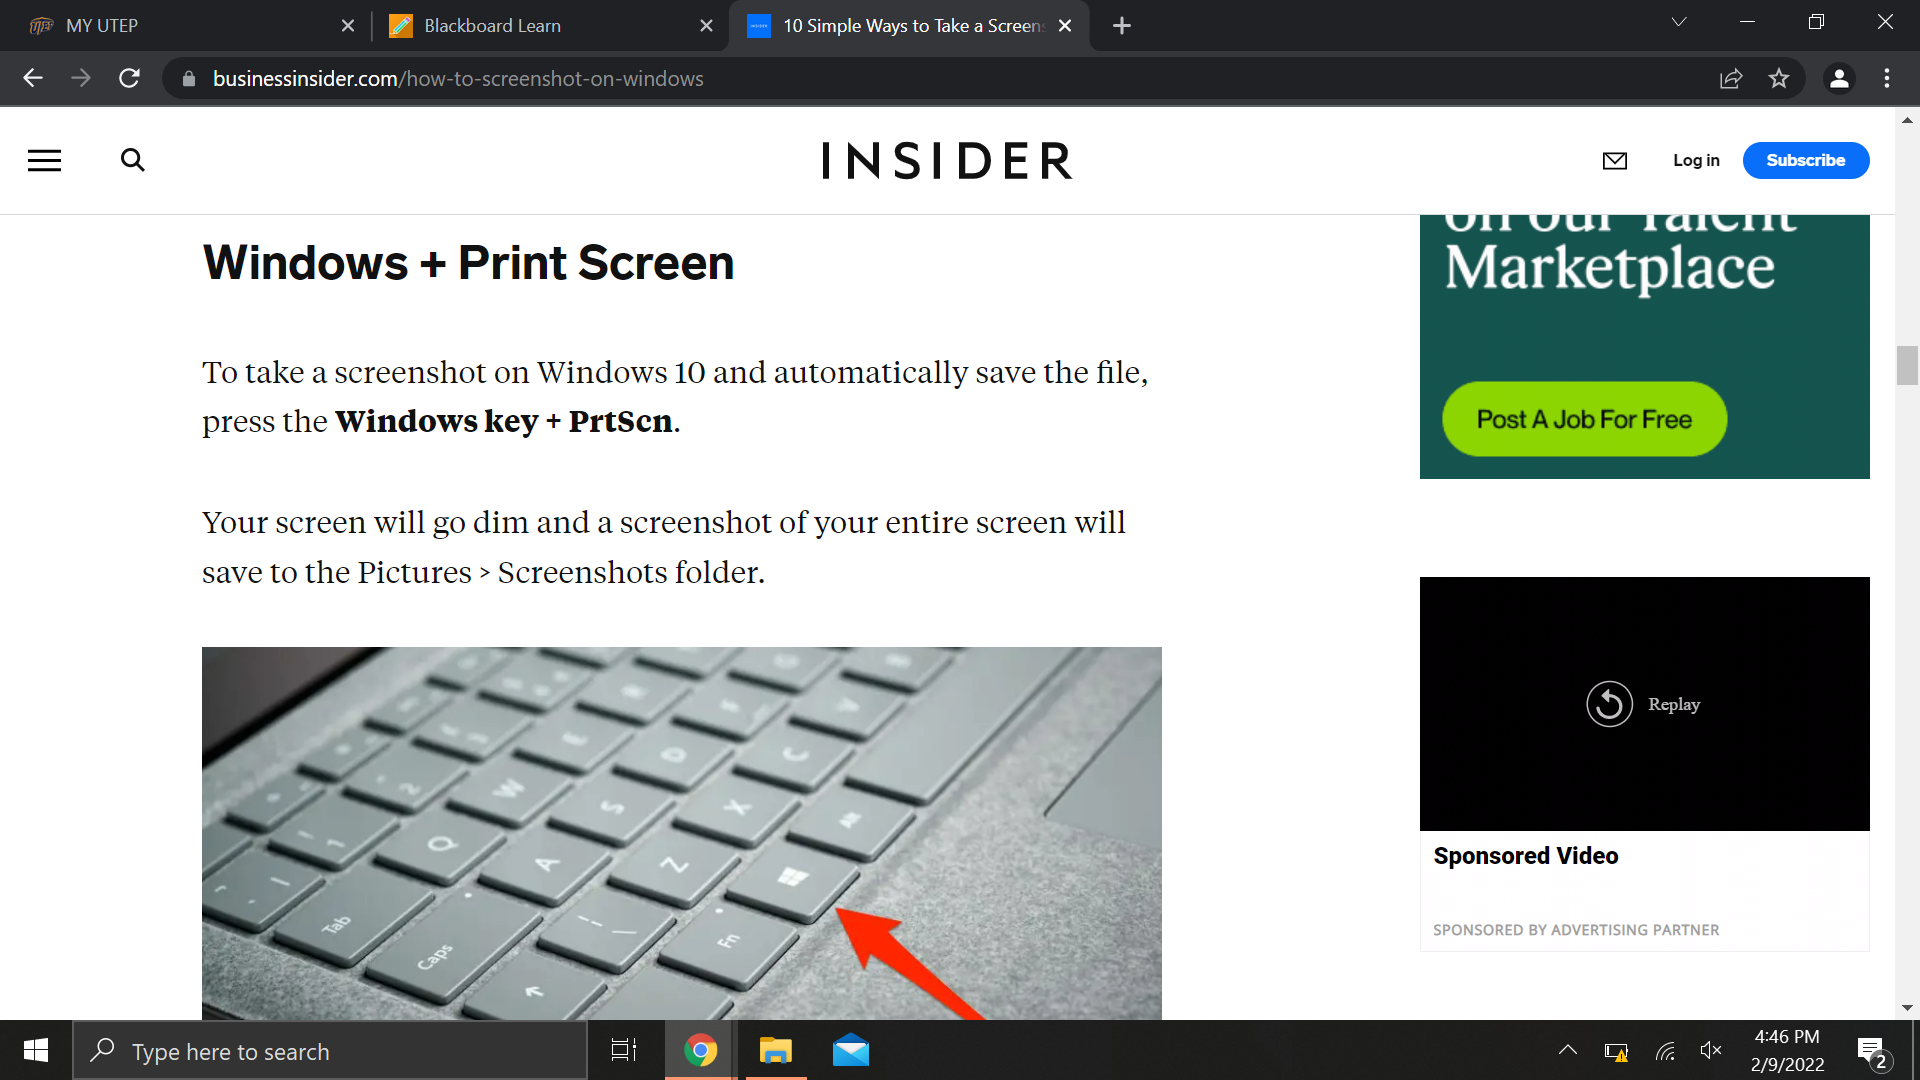 MY UTEP
Blackboard Learn
10 Simple Ways to Take a Screens
businessinsider.com/how-to-screenshot-on-windows
INSIDER
Log in
Subscribe
Windows + Print Screen
To take a screenshot on Windows 10 and automatically save the file,
press the Windows key + PrtScn.
Your screen will go dim and a screenshot of your entire screen will
save to the Pictures > Screenshots folder.
on our Talent
Marketplace
Post A Job For Free
Replay
Sponsored Video
SPONSORED BY ADVERTISING PARTNER
E
D
C
W
S
X
Alt
Q
A
Z
Tab
Caps
Fn
Type here to search
4:46 PM
2/9/2022
2